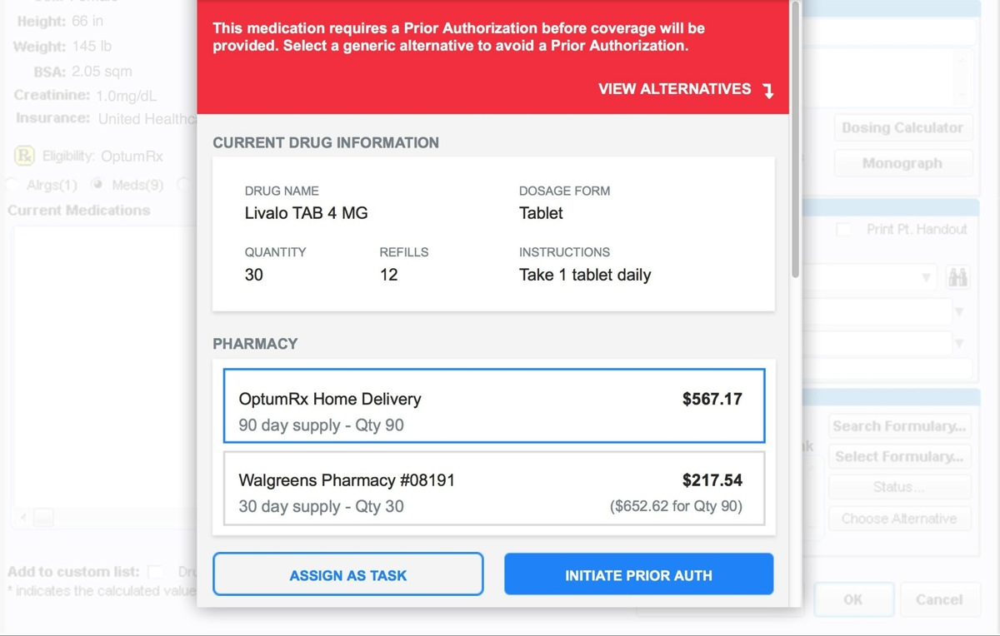 Height: 66 in
Weight: 145 lb
BSA: 2.05 sqm
Creatinine: 1.0mg/dL
Insurance: United Healthc
Rx Eligibility: OptumRx
Alrgs(1) Meds(9)
Current Medications
Add to custom list:
* indicates the calculated value
This medication requires a Prior Authorization before coverage will be
provided. Select a generic alternative to avoid a Prior Authorization.
VIEW ALTERNATIVES
CURRENT DRUG INFORMATION
DRUG NAME
Livalo TAB 4 MG
DOSAGE FORM
Tablet
QUANTITY
30
REFILLS
12
INSTRUCTIONS
Take 1 tablet daily
PHARMACY
OptumRx Home Delivery $567.17
90 day supply - Qty 90
Walgreens Pharmacy #08191 $217.54
30 day supply - Qty 30 ($652.62 for Qty 90)
ASSIGN AS TASK
INITIATE PRIOR AUTH
Dosing Calculator
Monograph
Print Pt. Handout
Search Formulary...
Select Formulary...
Status...
Choose Alternative
OK
Cancel